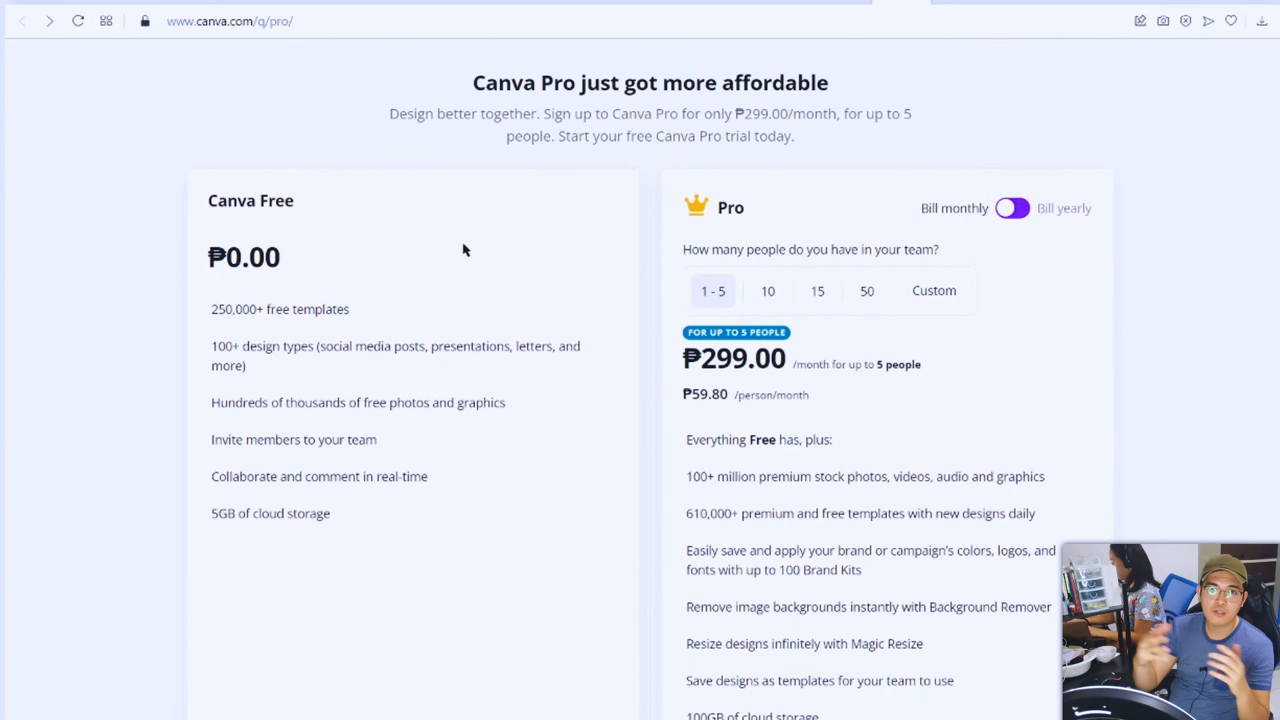 www.canva.com/q/pro/
Canva Pro just got more affordable
Design better together. Sign up to Canva Pro for only ₱299.00/month, for up to 5
people. Start your free Canva Pro trial today.
Canva Free
₱0.00
250,000+ free templates
100+ design types (social media posts, presentations, letters, and
more)
Hundreds of thousands of free photos and graphics
Invite members to your team
Collaborate and comment in real-time
5GB of cloud storage
Pro
Bill monthly
Bill yearly
How many people do you have in your team?
1 - 5
10
15
50
Custom
FOR UP TO 5 PEOPLE
₱299.00 /month for up to 5 people
₱59.80 /person/month
Everything Free has, plus:
100+ million premium stock photos, videos, audio and graphics
610,000+ premium and free templates with new designs daily
Easily save and apply your brand or campaign's colors, logos, and
fonts with up to 100 Brand Kits
Remove image backgrounds instantly with Background Remover
Resize designs infinitely with Magic Resize
Save designs as templates for your team to use
100GB of cloud storage